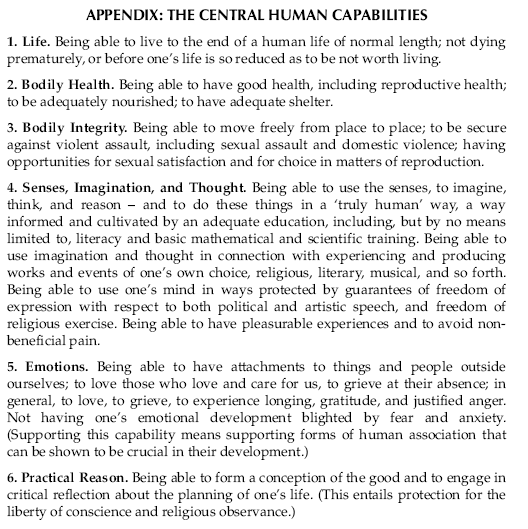 APPENDIX: THE CENTRAL HUMAN CAPABILITIES
1. Life. Being able to live to the end of a human life of normal length; not dying
prematurely, or before one's life is so reduced as to be not worth living.
2. Bodily Health. Being able to have good health, including reproductive health;
to be adequately nourished; to have adequate shelter.
3. Bodily Integrity. Being able to move freely from place to place; to be secure
against violent assault, including sexual assault and domestic violence; having
opportunities for sexual satisfaction and for choice in matters of reproduction.
4. Senses, Imagination, and Thought. Being able to use the senses, to imagine,
think, and reason – and to do these things in a 'truly human' way, a way
informed and cultivated by an adequate education, including, but by no means
limited to, literacy and basic mathematical and scientific training. Being able to
use imagination and thought in connection with experiencing and producing
works and events of one's own choice, religious, literary, musical, and so forth.
Being able to use one's mind in ways protected by guarantees of freedom of
expression with respect to both political and artistic speech, and freedom of
religious exercise. Being able to have pleasurable experiences and to avoid non-
beneficial pain.
5. Emotions. Being able to have attachments to things and people outside
ourselves; to love those who love and care for us, to grieve at their absence; in
general, to love, to grieve, to experience longing, gratitude, and justified anger.
Not having one's emotional development blighted by fear and anxiety.
(Supporting this capability means supporting forms of human association that
can be shown to be crucial in their development.)
6. Practical Reason. Being able to form a conception of the good and to engage in
critical reflection about the planning of one's life. (This entails protection for the
liberty of conscience and religious observance.)